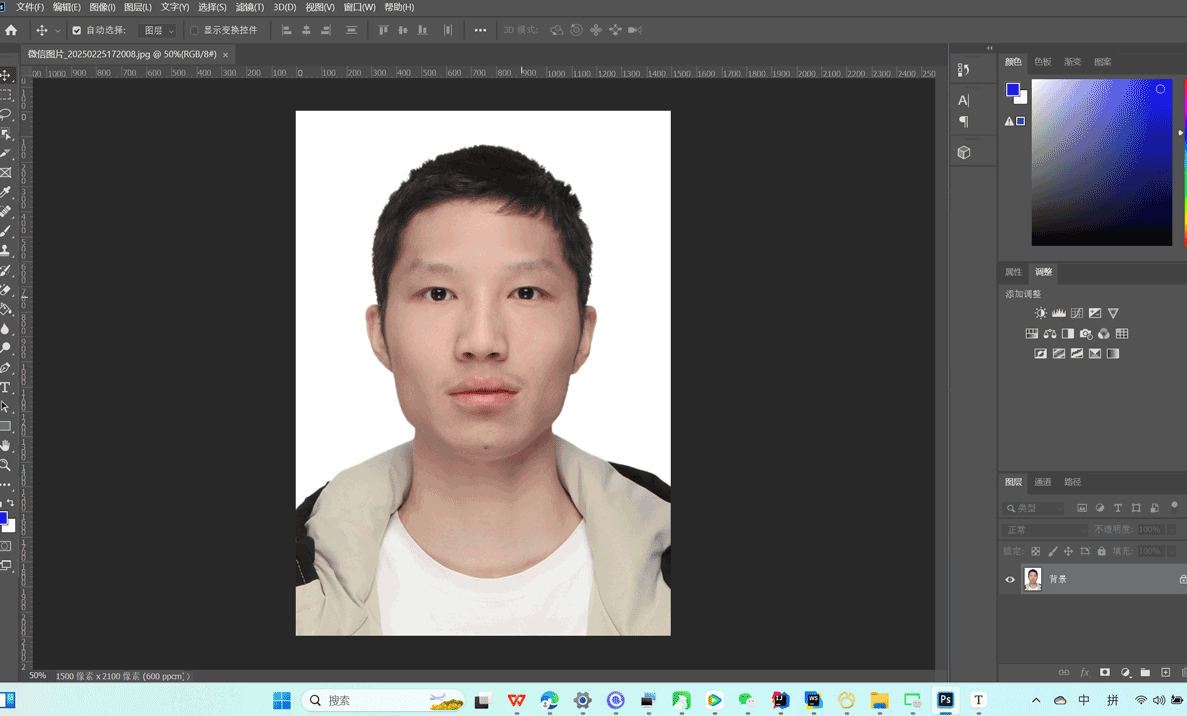 文件(F) 编辑(E) 图像(I) 图层(L) 文字(Y) 选择(S) 滤镜(T) 3D(D) 视图(V) 窗口(W) 帮助(H)
自动选择: 图层 显示变换控件 3D 模式:
微信图片_20250225172008.jpg @ 50%(RGB/8#) ×
00 1000 900 800 700 600 500 400 300 200 100 0 100 200 300 400 500 600 700 800 900 1000 1100 1200 1300 1400 1500 1600 1700 1800 1900 2000 2100 2200 2300 2400 250
颜色 色板 渐变 图案
属性 调整
添加调整
图层 通道 路径
类型
正常 不透明度: 100%
锁定: 填充: 100%
背景
50% 1500 像素 x 2100 像素 (600 ppcm)
搜索
Ps
T
中
拼